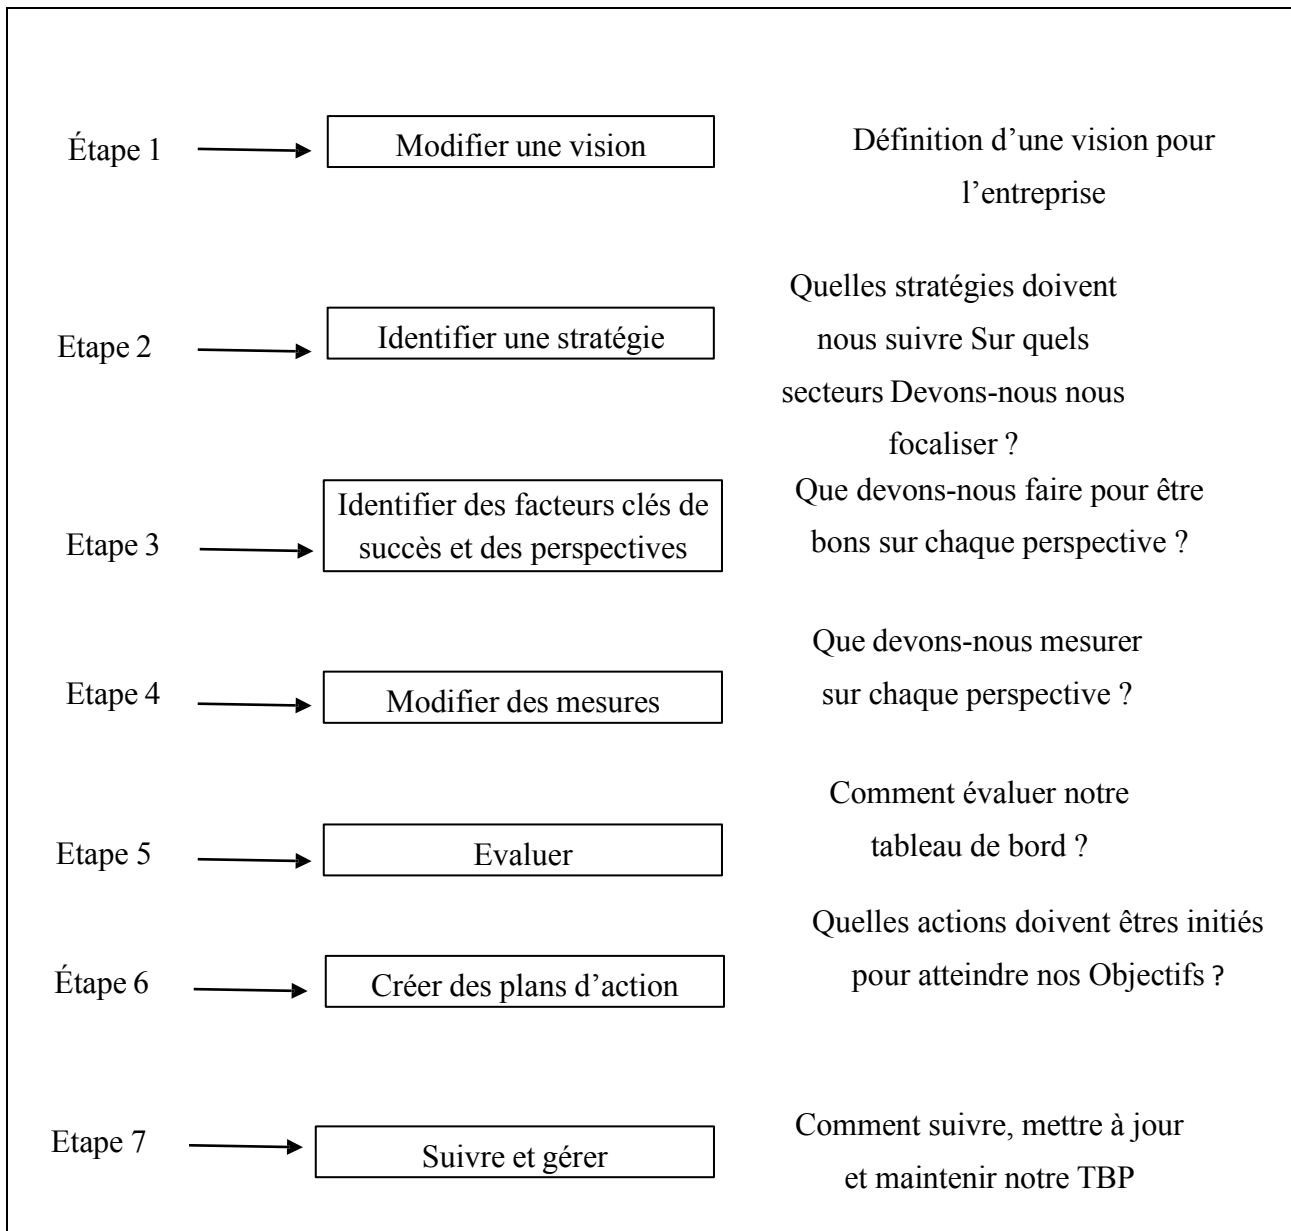 Étape 1
Modifier une vision
Définition d’une vision pour
l’entreprise
Etape 2
Identifier une stratégie
Quelles stratégies doivent
nous suivre Sur quels
secteurs Devons-nous nous
focaliser ?
Etape 3
Identifier des facteurs clés de
succès et des perspectives
Que devons-nous faire pour être
bons sur chaque perspective ?
Etape 4
Modifier des mesures
Que devons-nous mesurer
sur chaque perspective ?
Etape 5
Evaluer
Comment évaluer notre
tableau de bord ?
Étape 6
Créer des plans d’action
Quelles actions doivent êtres initiés
pour atteindre nos Objectifs ?
Etape 7
Suivre et gérer
Comment suivre, mettre à jour
et maintenir notre TBP